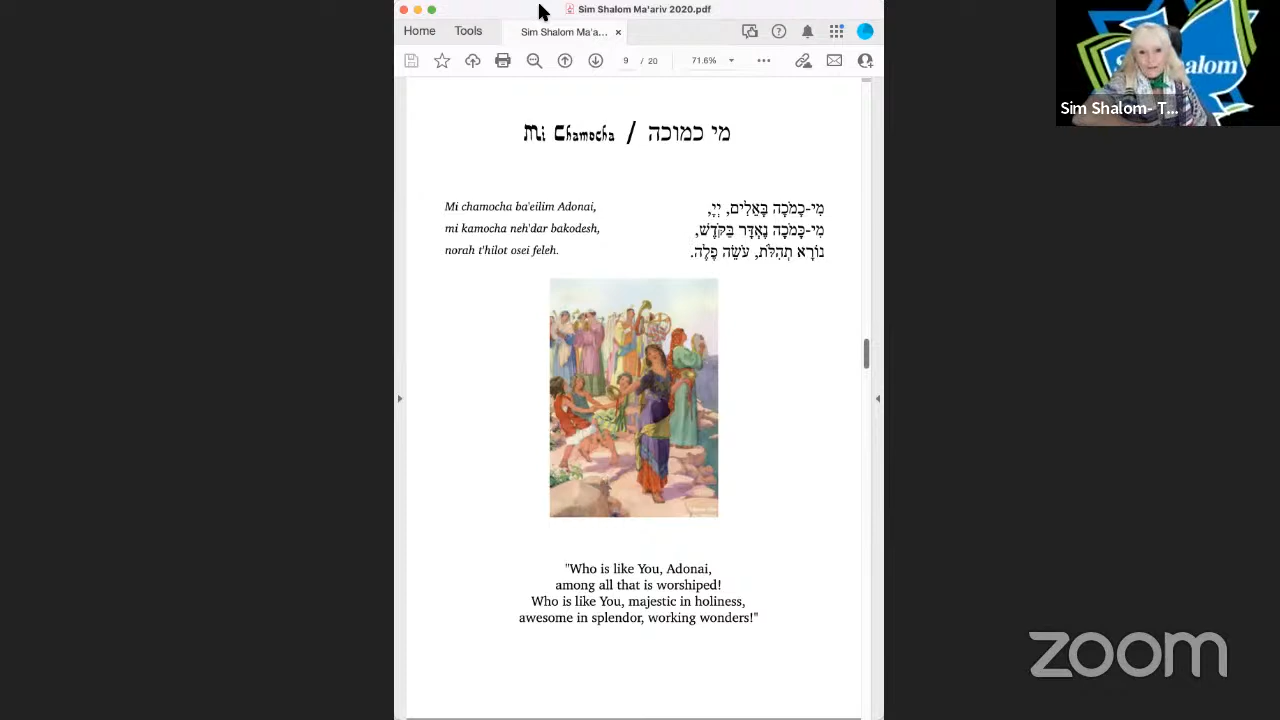 Sim Shalom Ma'ariv 2020.pdf
Home Tools Sim Shalom Ma'a... ×
9 / 20 71.6%
Mi Chamocha / מי כמוכה
Mi chamocha ba'eilim Adonai,
mi kamocha neh'dar bakodesh,
norah t'hilot osei feleh.
מִי-כָמֹכָה בָּאֵלִים, יְיָ,
מִי-כָּמֹכָה נֶאְדָּר בַּקֹּדֶשׁ,
נוֹרָא תְהִלֹּת, עֹשֵׂה פֶלֶה.
"Who is like You, Adonai,
among all that is worshiped!
Who is like You, majestic in holiness,
awesome in splendor, working wonders!"
Shalom
Sim Shalom- T...
zoom